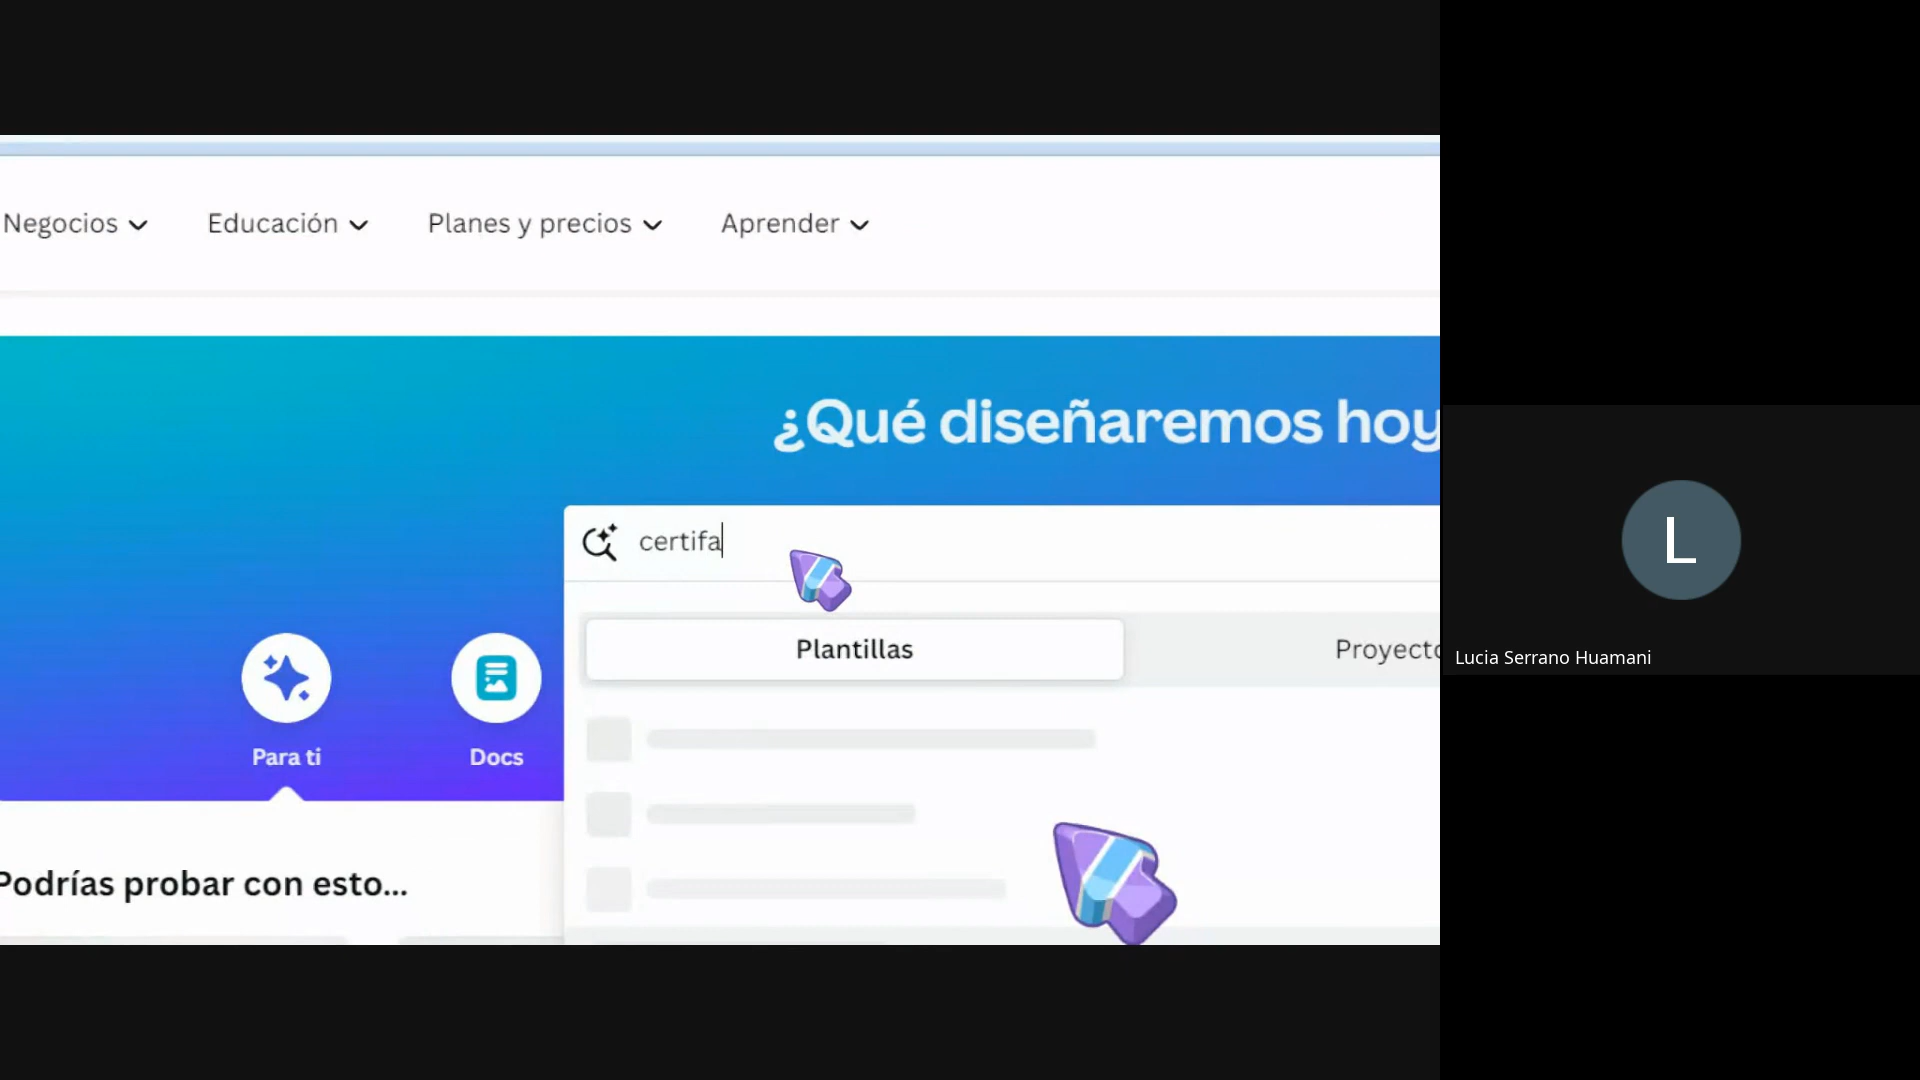 Negocios Educación Planes y precios Aprender
¿Qué diseñaremos hoy
certifa
Plantillas Proyecto
Para ti Docs
Podrías probar con esto...
L
Lucia Serrano Huamani